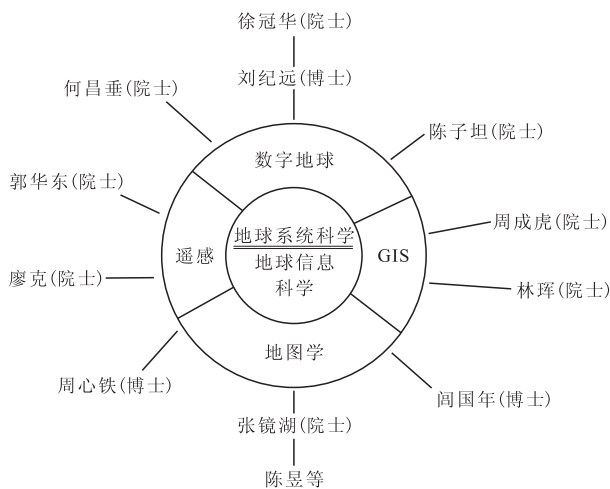 徐冠华(院士)
刘纪远(博士)
何昌垂(院士)
陈子坦(院士)
数字地球
郭华东(院士)
周成虎(院士)
地球系统科学
遥感
地球信息
GIS
科学
廖克(院士)
林珲(院士)
地图学
周心铁(博士)
闾国年(博士)
张镜湖(院士)
陈昱等